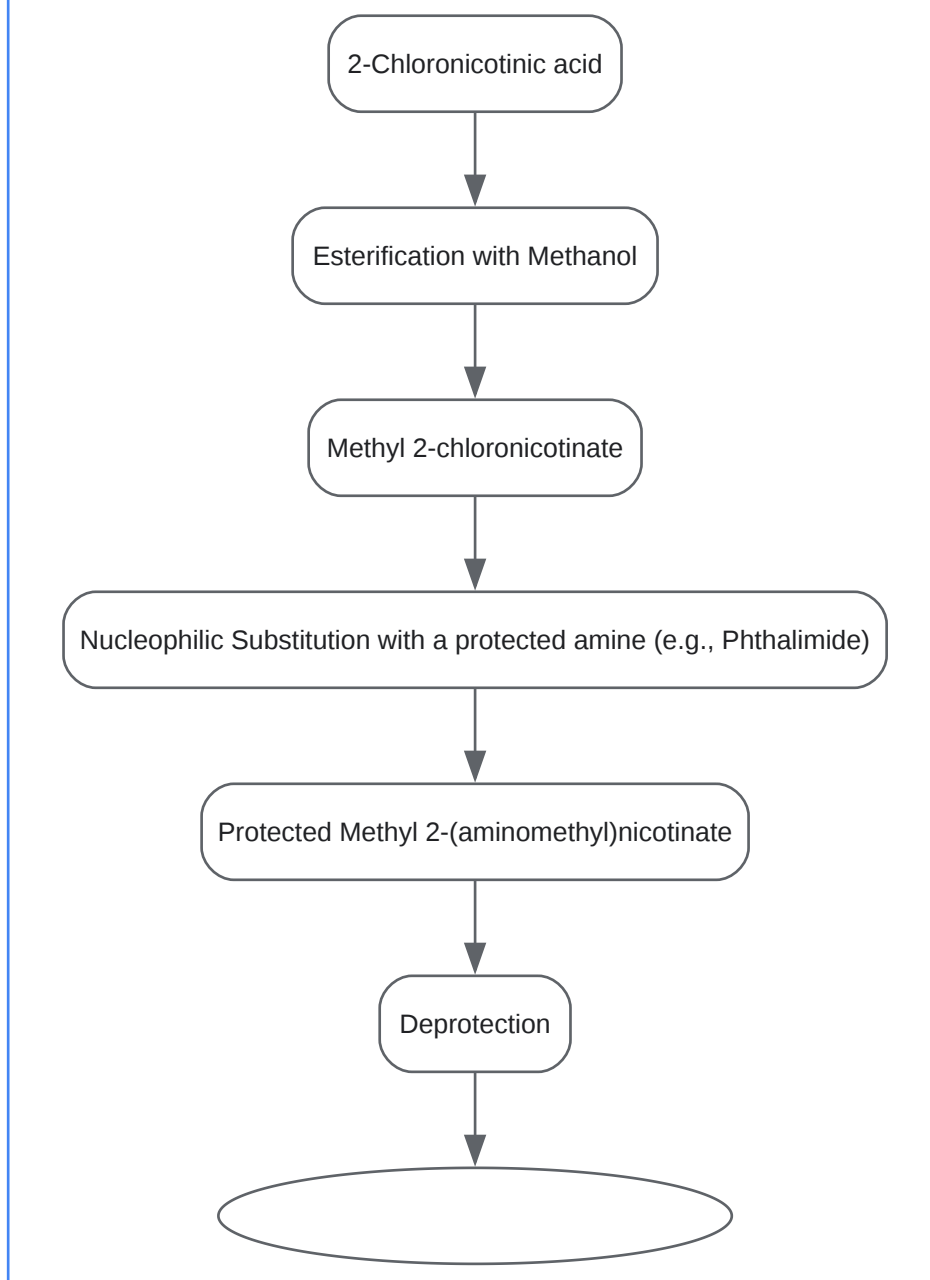 2-Chloronicotinic acid
Esterification with Methanol
Methyl 2-chloronicotinate
Nucleophilic Substitution with a protected amine (e.g., Phthalimide)
Protected Methyl 2-(aminomethyl)nicotinate
Deprotection